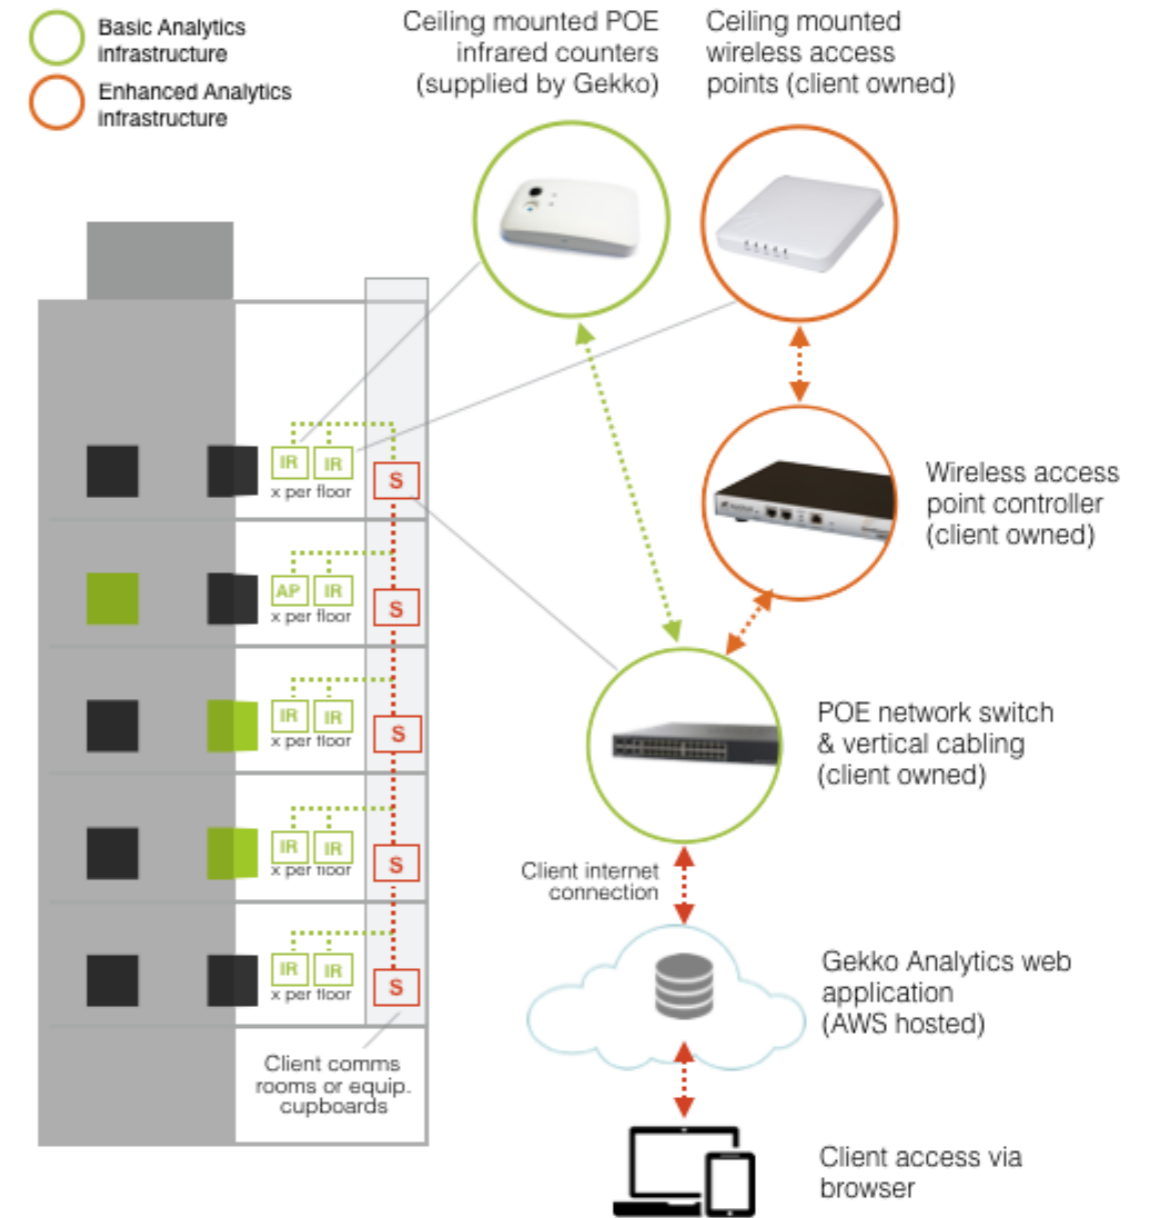 Basic Analytics
infrastructure
Enhanced Analytics
infrastructure
Ceiling mounted POE
infrared counters
(supplied by Gekko)
Ceiling mounted
wireless access
points (client owned)
IR IR
x per floor
S
AP IR
x per floor
S
IR IR
x per floor
S
IR IR
x per floor
S
IR IR
x per floor
S
Client comms
rooms or equip.
cupboards
Wireless access
point controller
(client owned)
POE network switch
& vertical cabling
(client owned)
Client internet
connection
Gekko Analytics web
application
(AWS hosted)
Client access via
browser